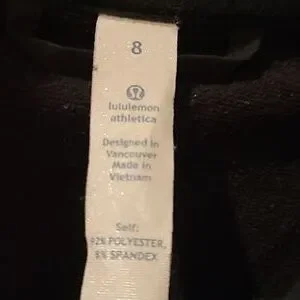 8
lululemon
athletica
Designed in
Vancouver
Made in
Vietnam
Self:
92% POLYESTER,
8% SPANDEX